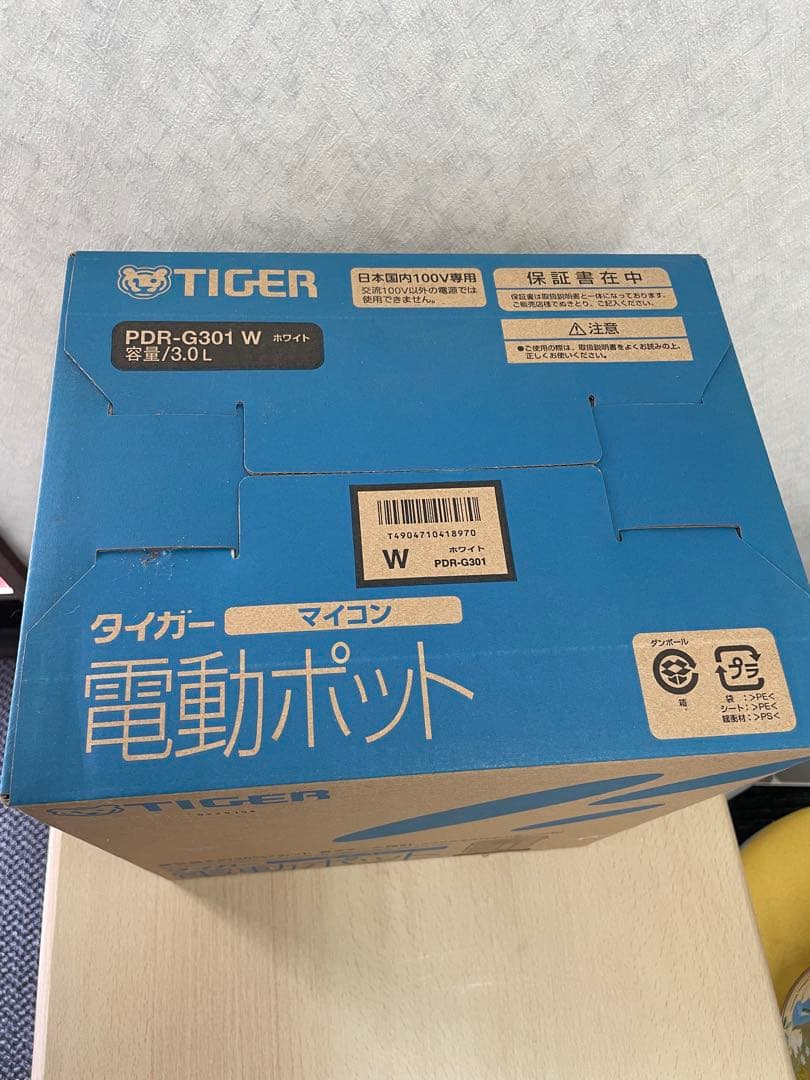 TIGER
日本国内100V専用
交流100V以外の電源では
使用できません。
保証書在中
保証書は取扱説明書と一体になっております。
ご販売店様でぬきとり、ご記入ください。
PDR-G301 W ホワイト
容量/3.0L
⚠注意
●ご使用の際は、取扱説明書をよくお読みの上、
正しくお使いください。
T4904710418970
W ホワイト
PDR-G301
タイガー マイコン
電動ポット
ダンボール
箱
プラ
袋 :>PE<
シート:>PE<
緩衝材:>PS<
TIGER